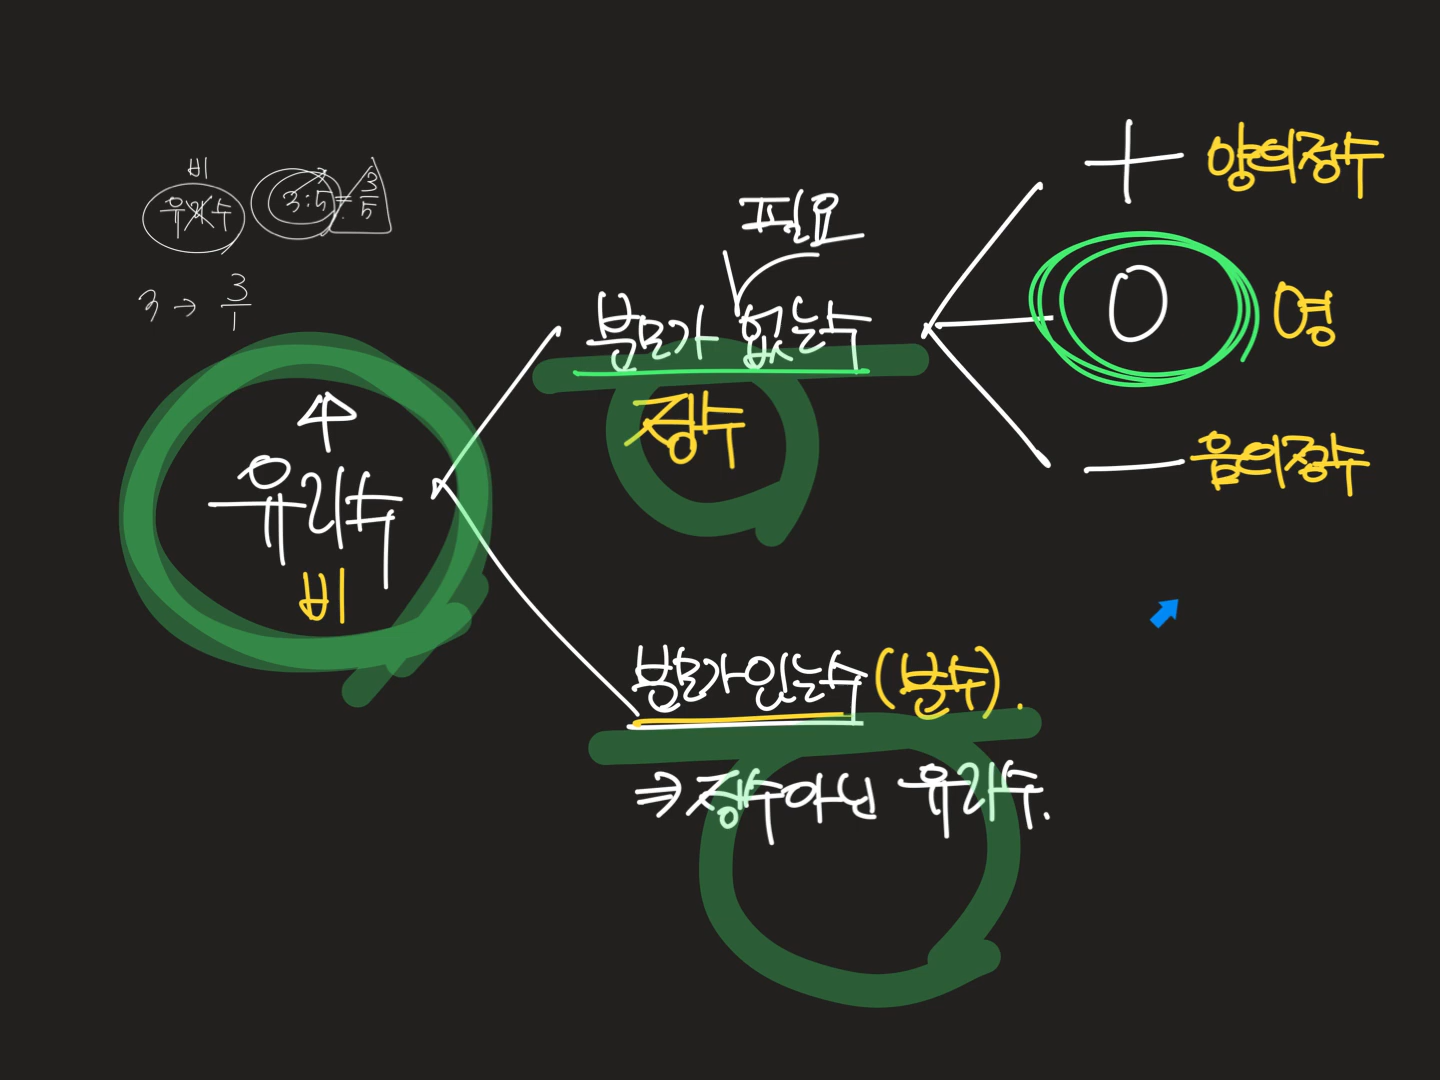 비
유리수
3:5=3/5
3→3/1
필요
분모가 없는수
정수
+ 양의정수
0 영
− 음의정수
유리수
비
분모가있는수(분수).
⇒정수아닌 유리수.